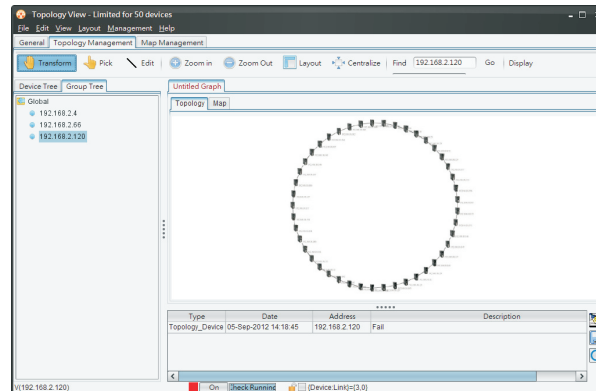 Topology View - Limited for 50 devices
File Edit View Layout Management Help
General Topology Management Map Management
Transform Pick Edit Zoom in Zoom Out Layout Centralize Find 192.168.2.120 Go Display
Device Tree Group Tree Untitled Graph
Topology Map
Global
192.168.2.4
192.168.2.66
192.168.2.120
Type Date Address Description
Topology_Device 05-Sep-2012 14:18:45 192.168.2.120 Fail
V(192.168.2.120) On Check Running {Device:Link}={3,0}